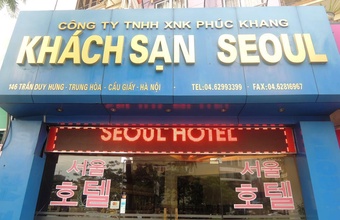 CÔNG TY TNHH XNK PHÚC KHANG
KHÁCH SẠN SEOUL
146 TRẦN DUY HƯNG - TRUNG HÒA - CẦU GIẤY - HÀ NỘI - TEL:04.62993399 - FAX:04.62816967
SEOUL HOTEL
서울
호텔
서울
호텔